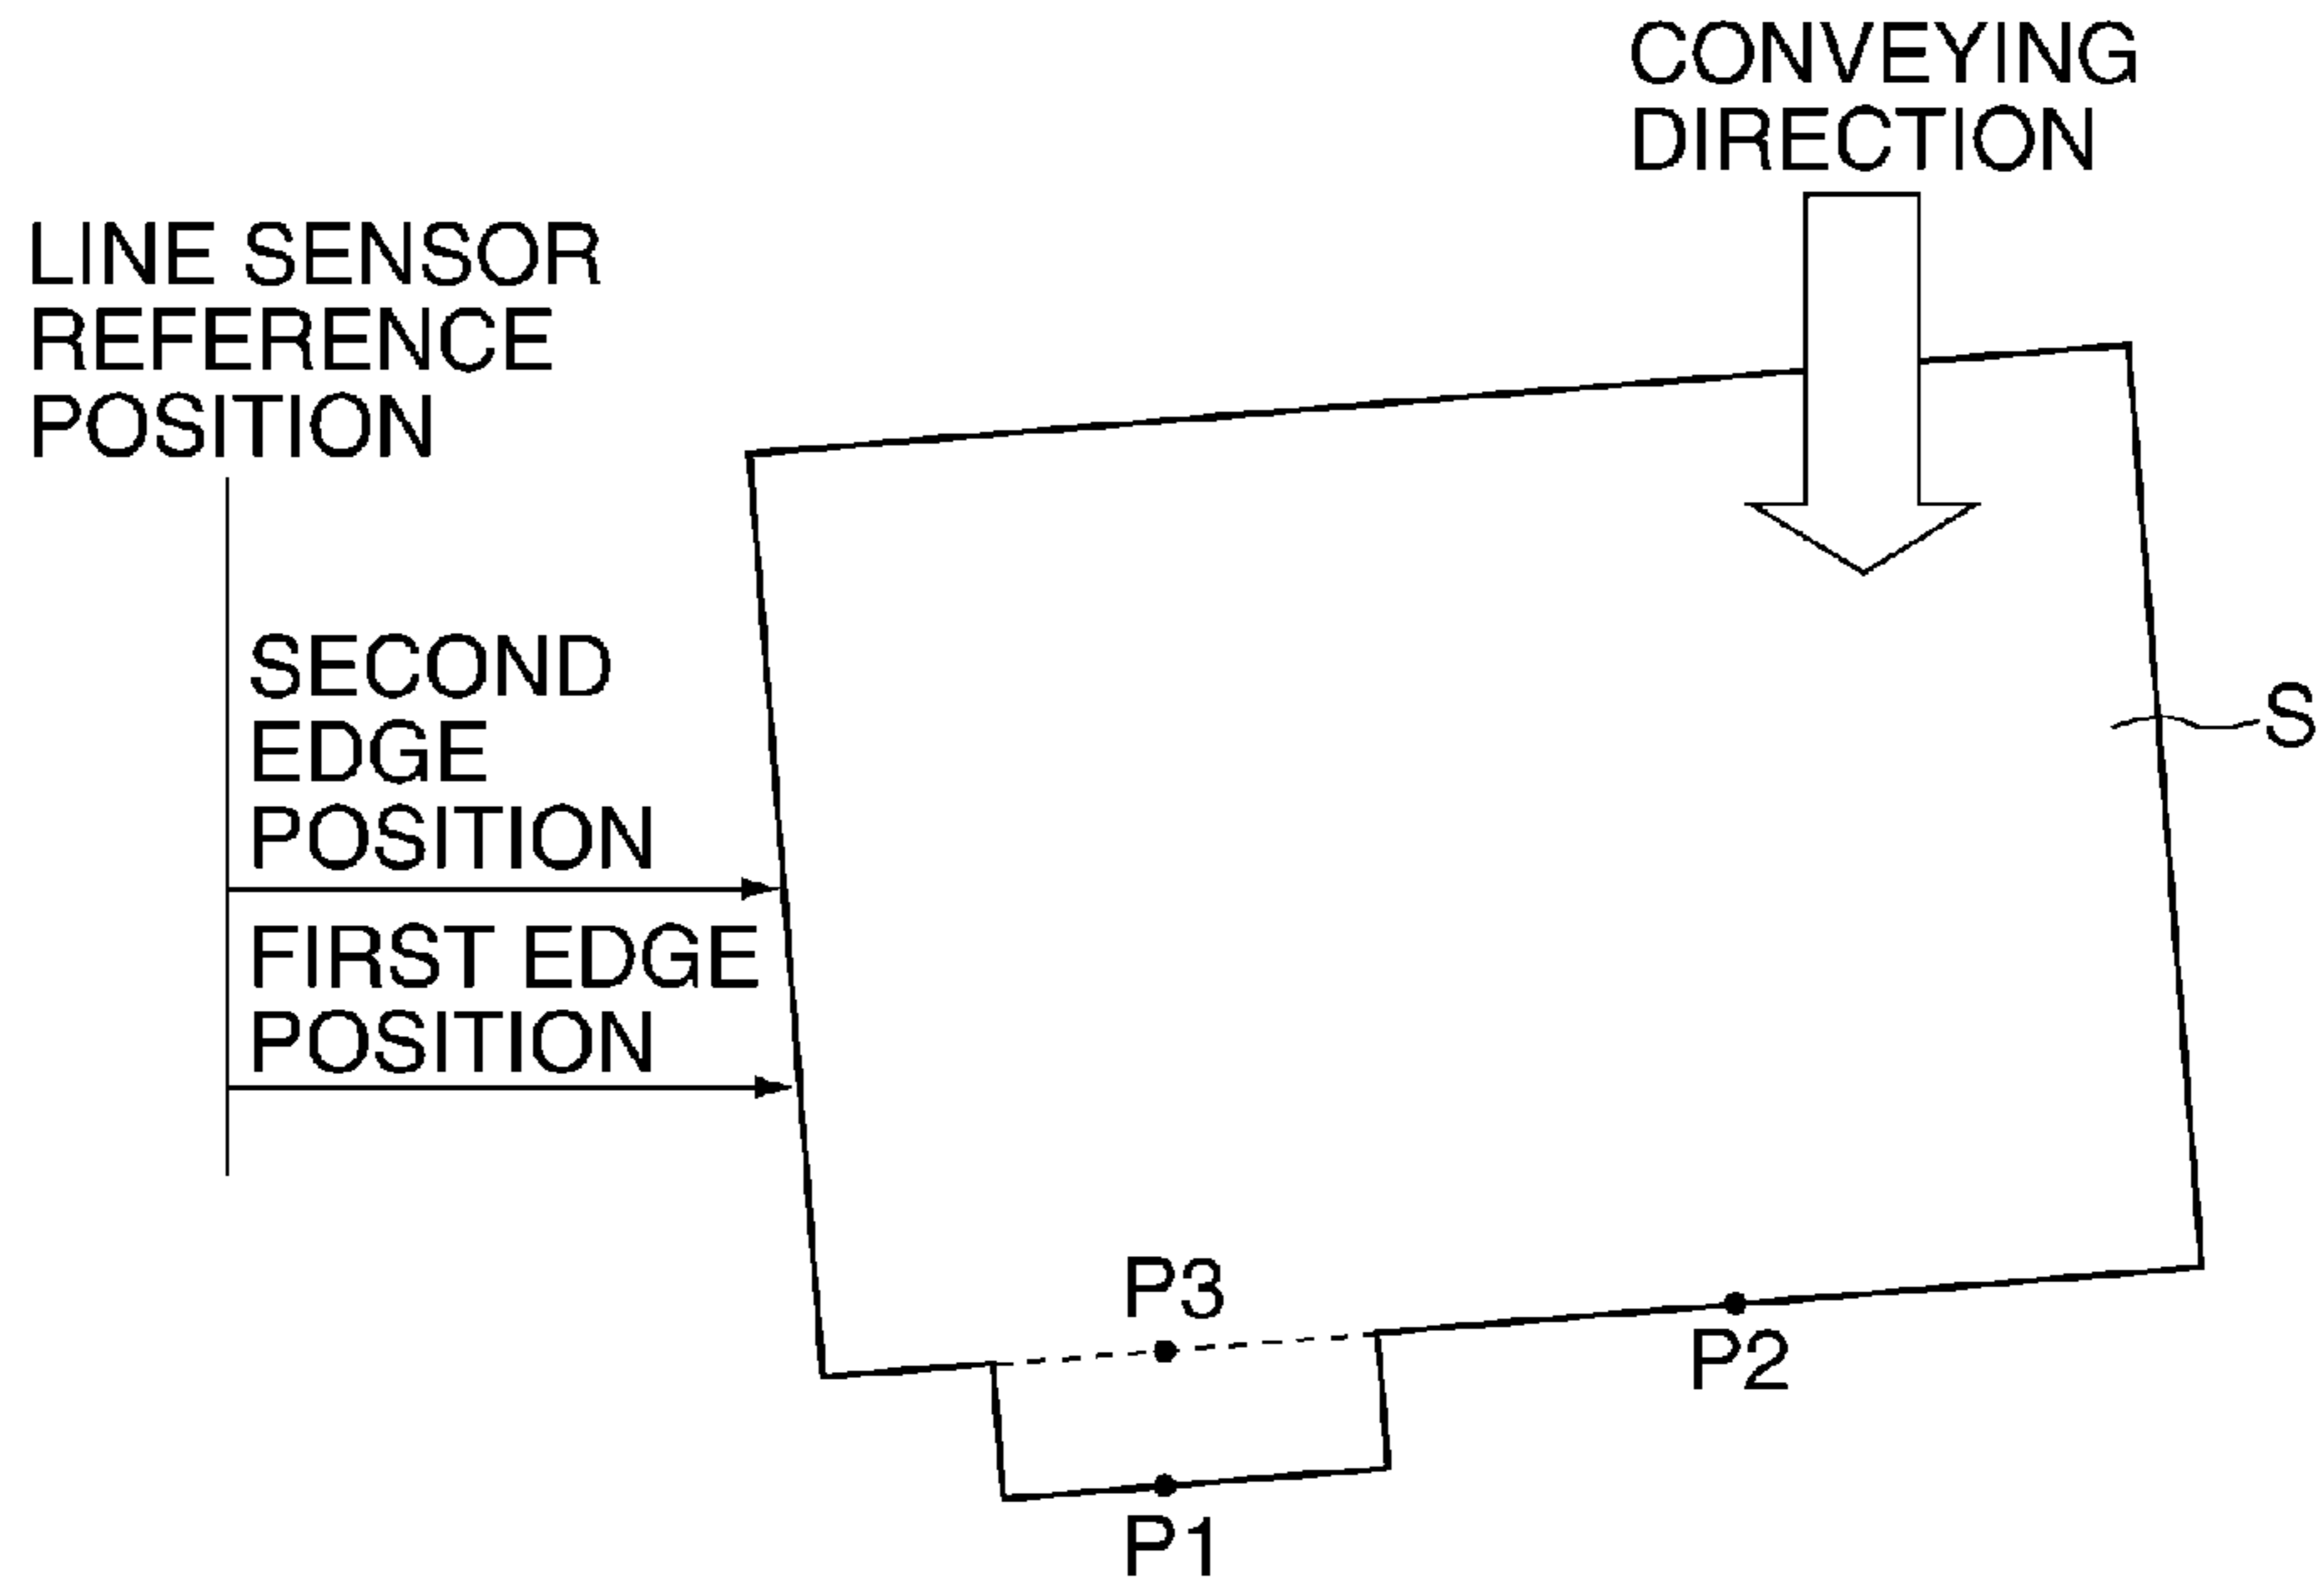 CONVEYING
DIRECTION
LINE SENSOR
REFERENCE
POSITION
SECOND
EDGE
POSITION
S
FIRST EDGE
POSITION
P3
P2
P1